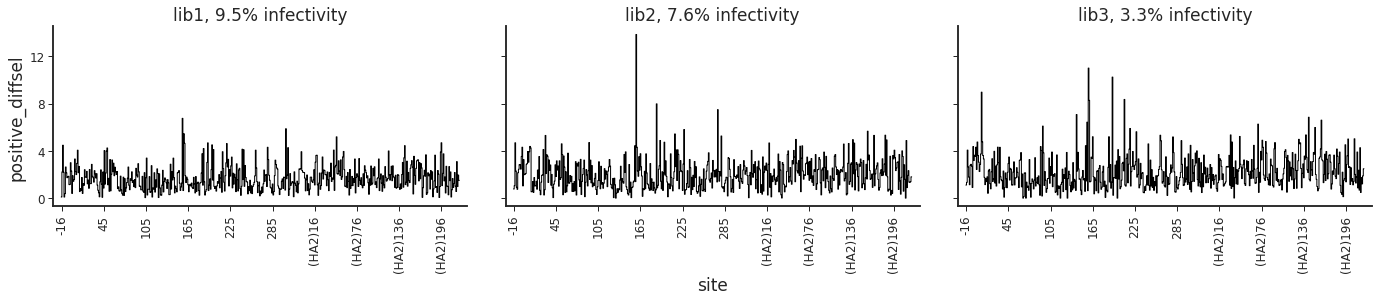 lib1, 9.5% infectivity
lib2, 7.6% infectivity
lib3, 3.3% infectivity
positive_diffsel
12
8
4
0
-16 45 105 165 225 285 (HA2)16 (HA2)76 (HA2)136 (HA2)196
-16 45 105 165 225 285 (HA2)16 (HA2)76 (HA2)136 (HA2)196
-16 45 105 165 225 285 (HA2)16 (HA2)76 (HA2)136 (HA2)196
site